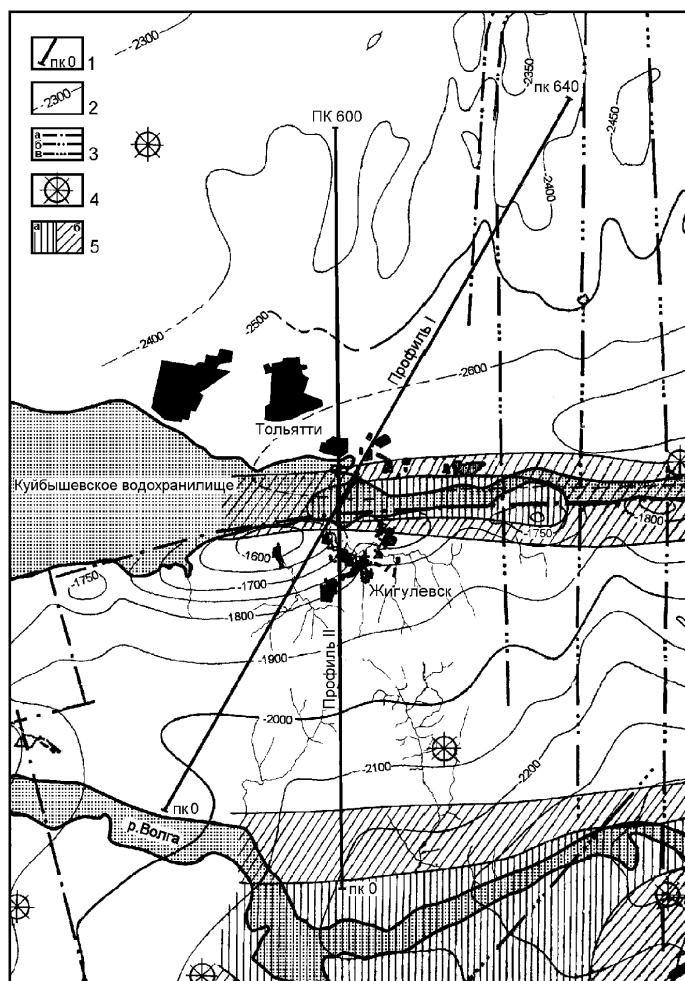 -2300
-2350
ПК 640
пк 0 1
ПК 600
-2300 2
-2450
а
б
в 3
-2400
4
а б
5
-2500
-2400
Профиль I
-2600
Тольятти
Куйбышевское водохранилище
-1800
-1750
-1600
-1750
-1700
-1800
Жигулевск
-1900
Профиль II
-2000
-2100
-2200
пк 0
р.Волга
пк 0